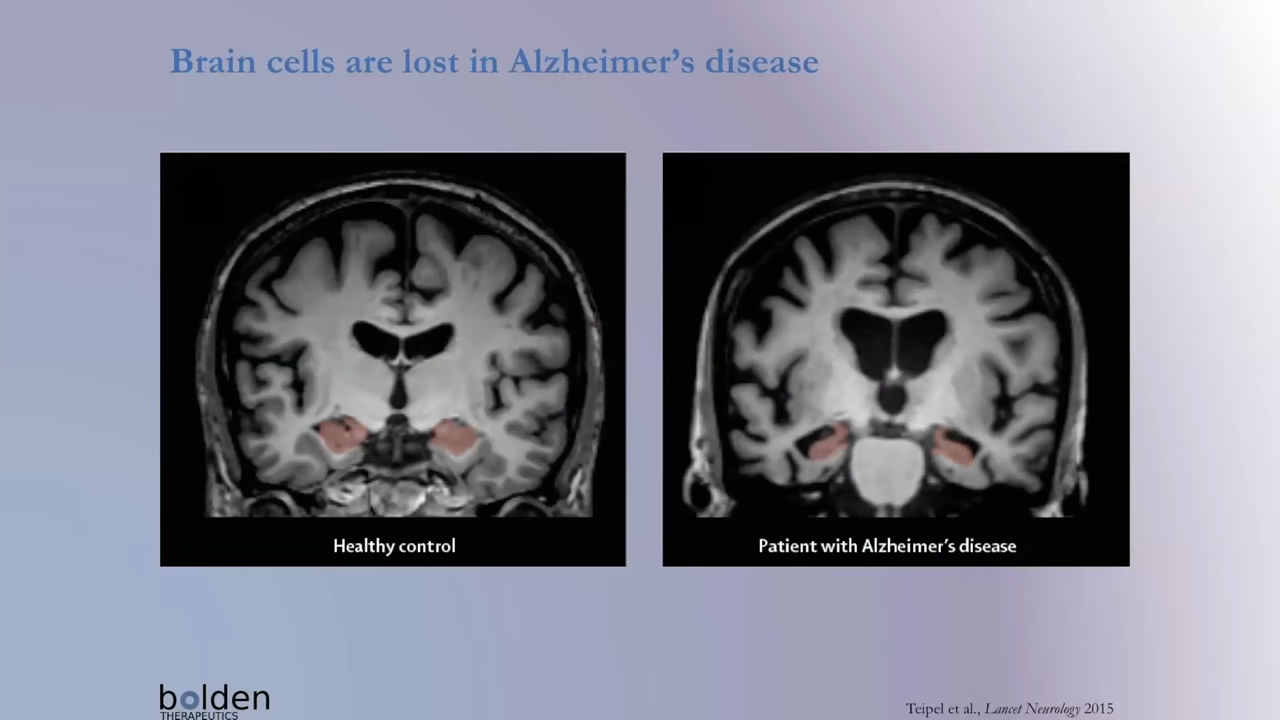 Brain cells are lost in Alzheimer’s disease
Healthy control
Patient with Alzheimer’s disease
bolden
THERAPEUTICS
Teipel et al., Lancet Neurology 2015